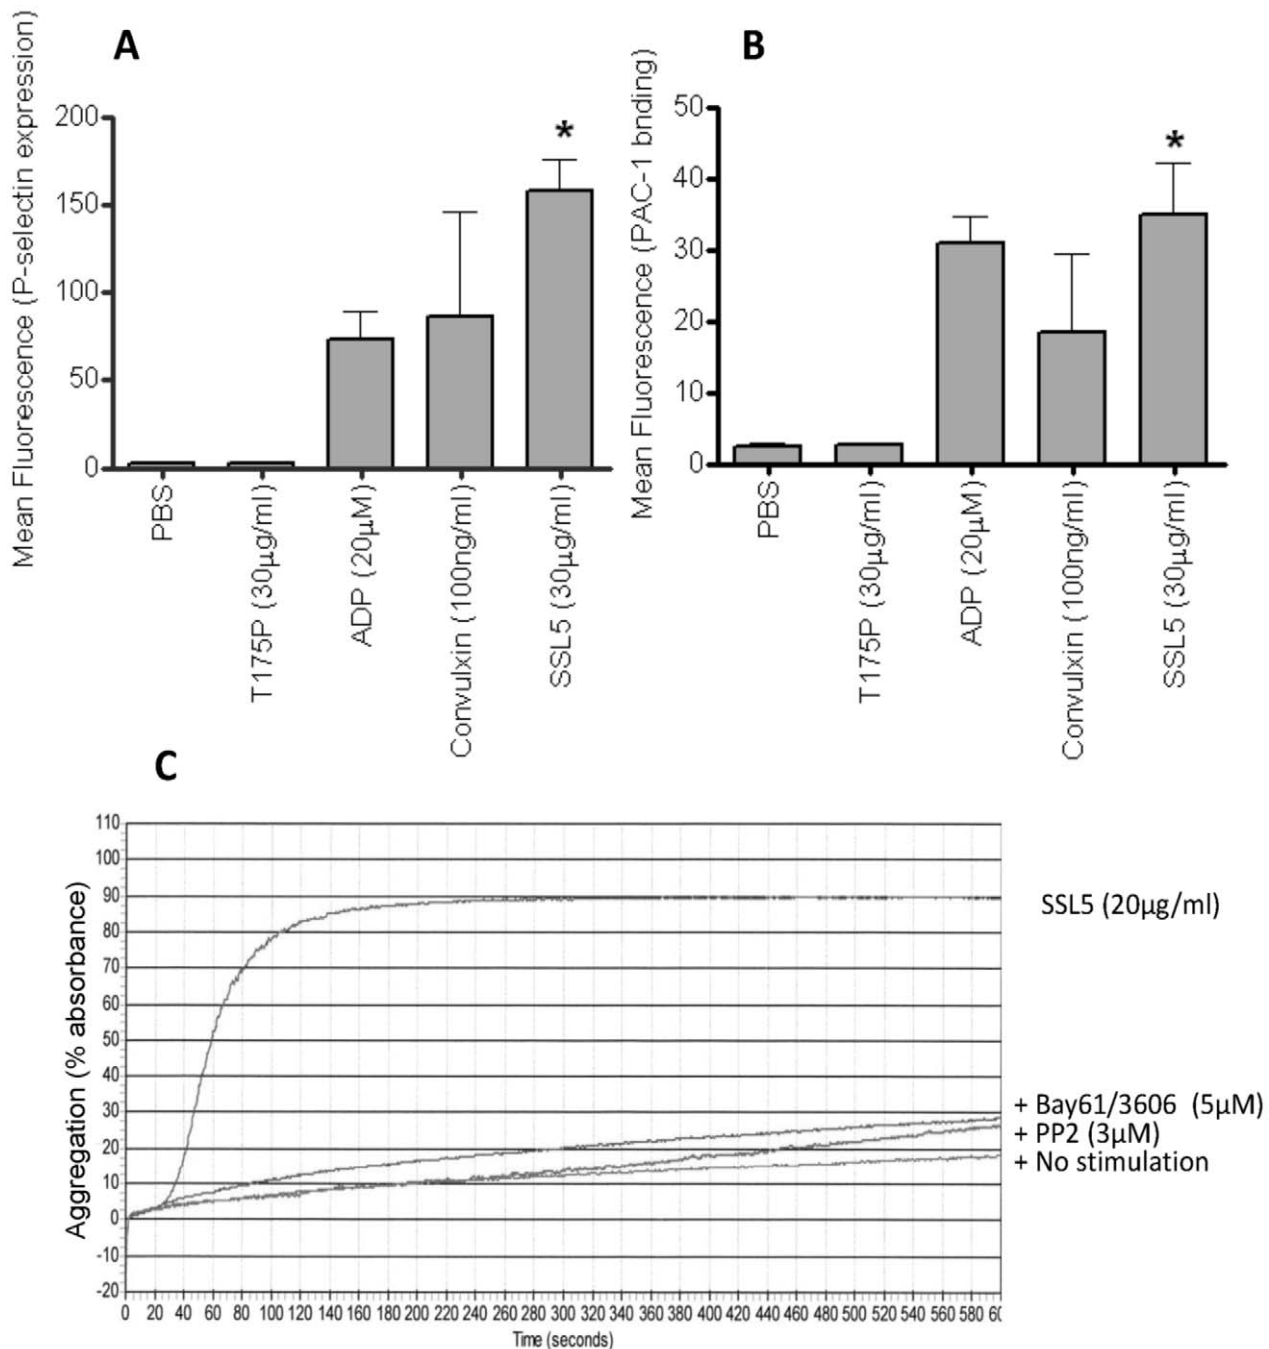 A
Mean Fluorescence (P-selectin expression)
200
150
100
50
0
PBS
T175P (30µg/ml)
ADP (20µM)
Convulxin (100ng/ml)
SSL5 (30µg/ml)
*
B
Mean Fluorescence (PAC-1 bnding)
50
40
30
20
10
0
PBS
T175P (30µg/ml)
ADP (20µM)
Convulxin (100ng/ml)
SSL5 (30µg/ml)
*
C
Aggregation (% absorbance)
110
100
90
80
70
60
50
40
30
20
10
0
-10
-20
0 20 40 60 80 100 120 140 160 180 200 220 240 260 280 300 320 340 360 380 400 420 440 460 480 500 520 540 560 580 60
Time (seconds)
SSL5 (20µg/ml)
+ Bay61/3606 (5µM)
+ PP2 (3µM)
+ No stimulation